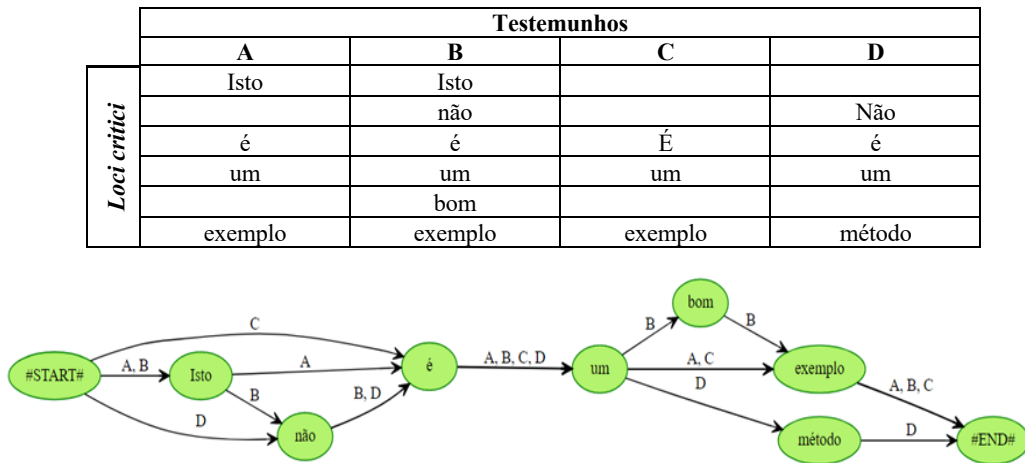 Testemunhos
A B C D
Loci critici
Isto Isto
não Não
é é É é
um um um um
bom
exemplo exemplo exemplo método
bom
C
B B
A, B A A, B, C, D A, C
#START# Isto é um exemplo
B B, D D A, B, C
D
não método D #END#